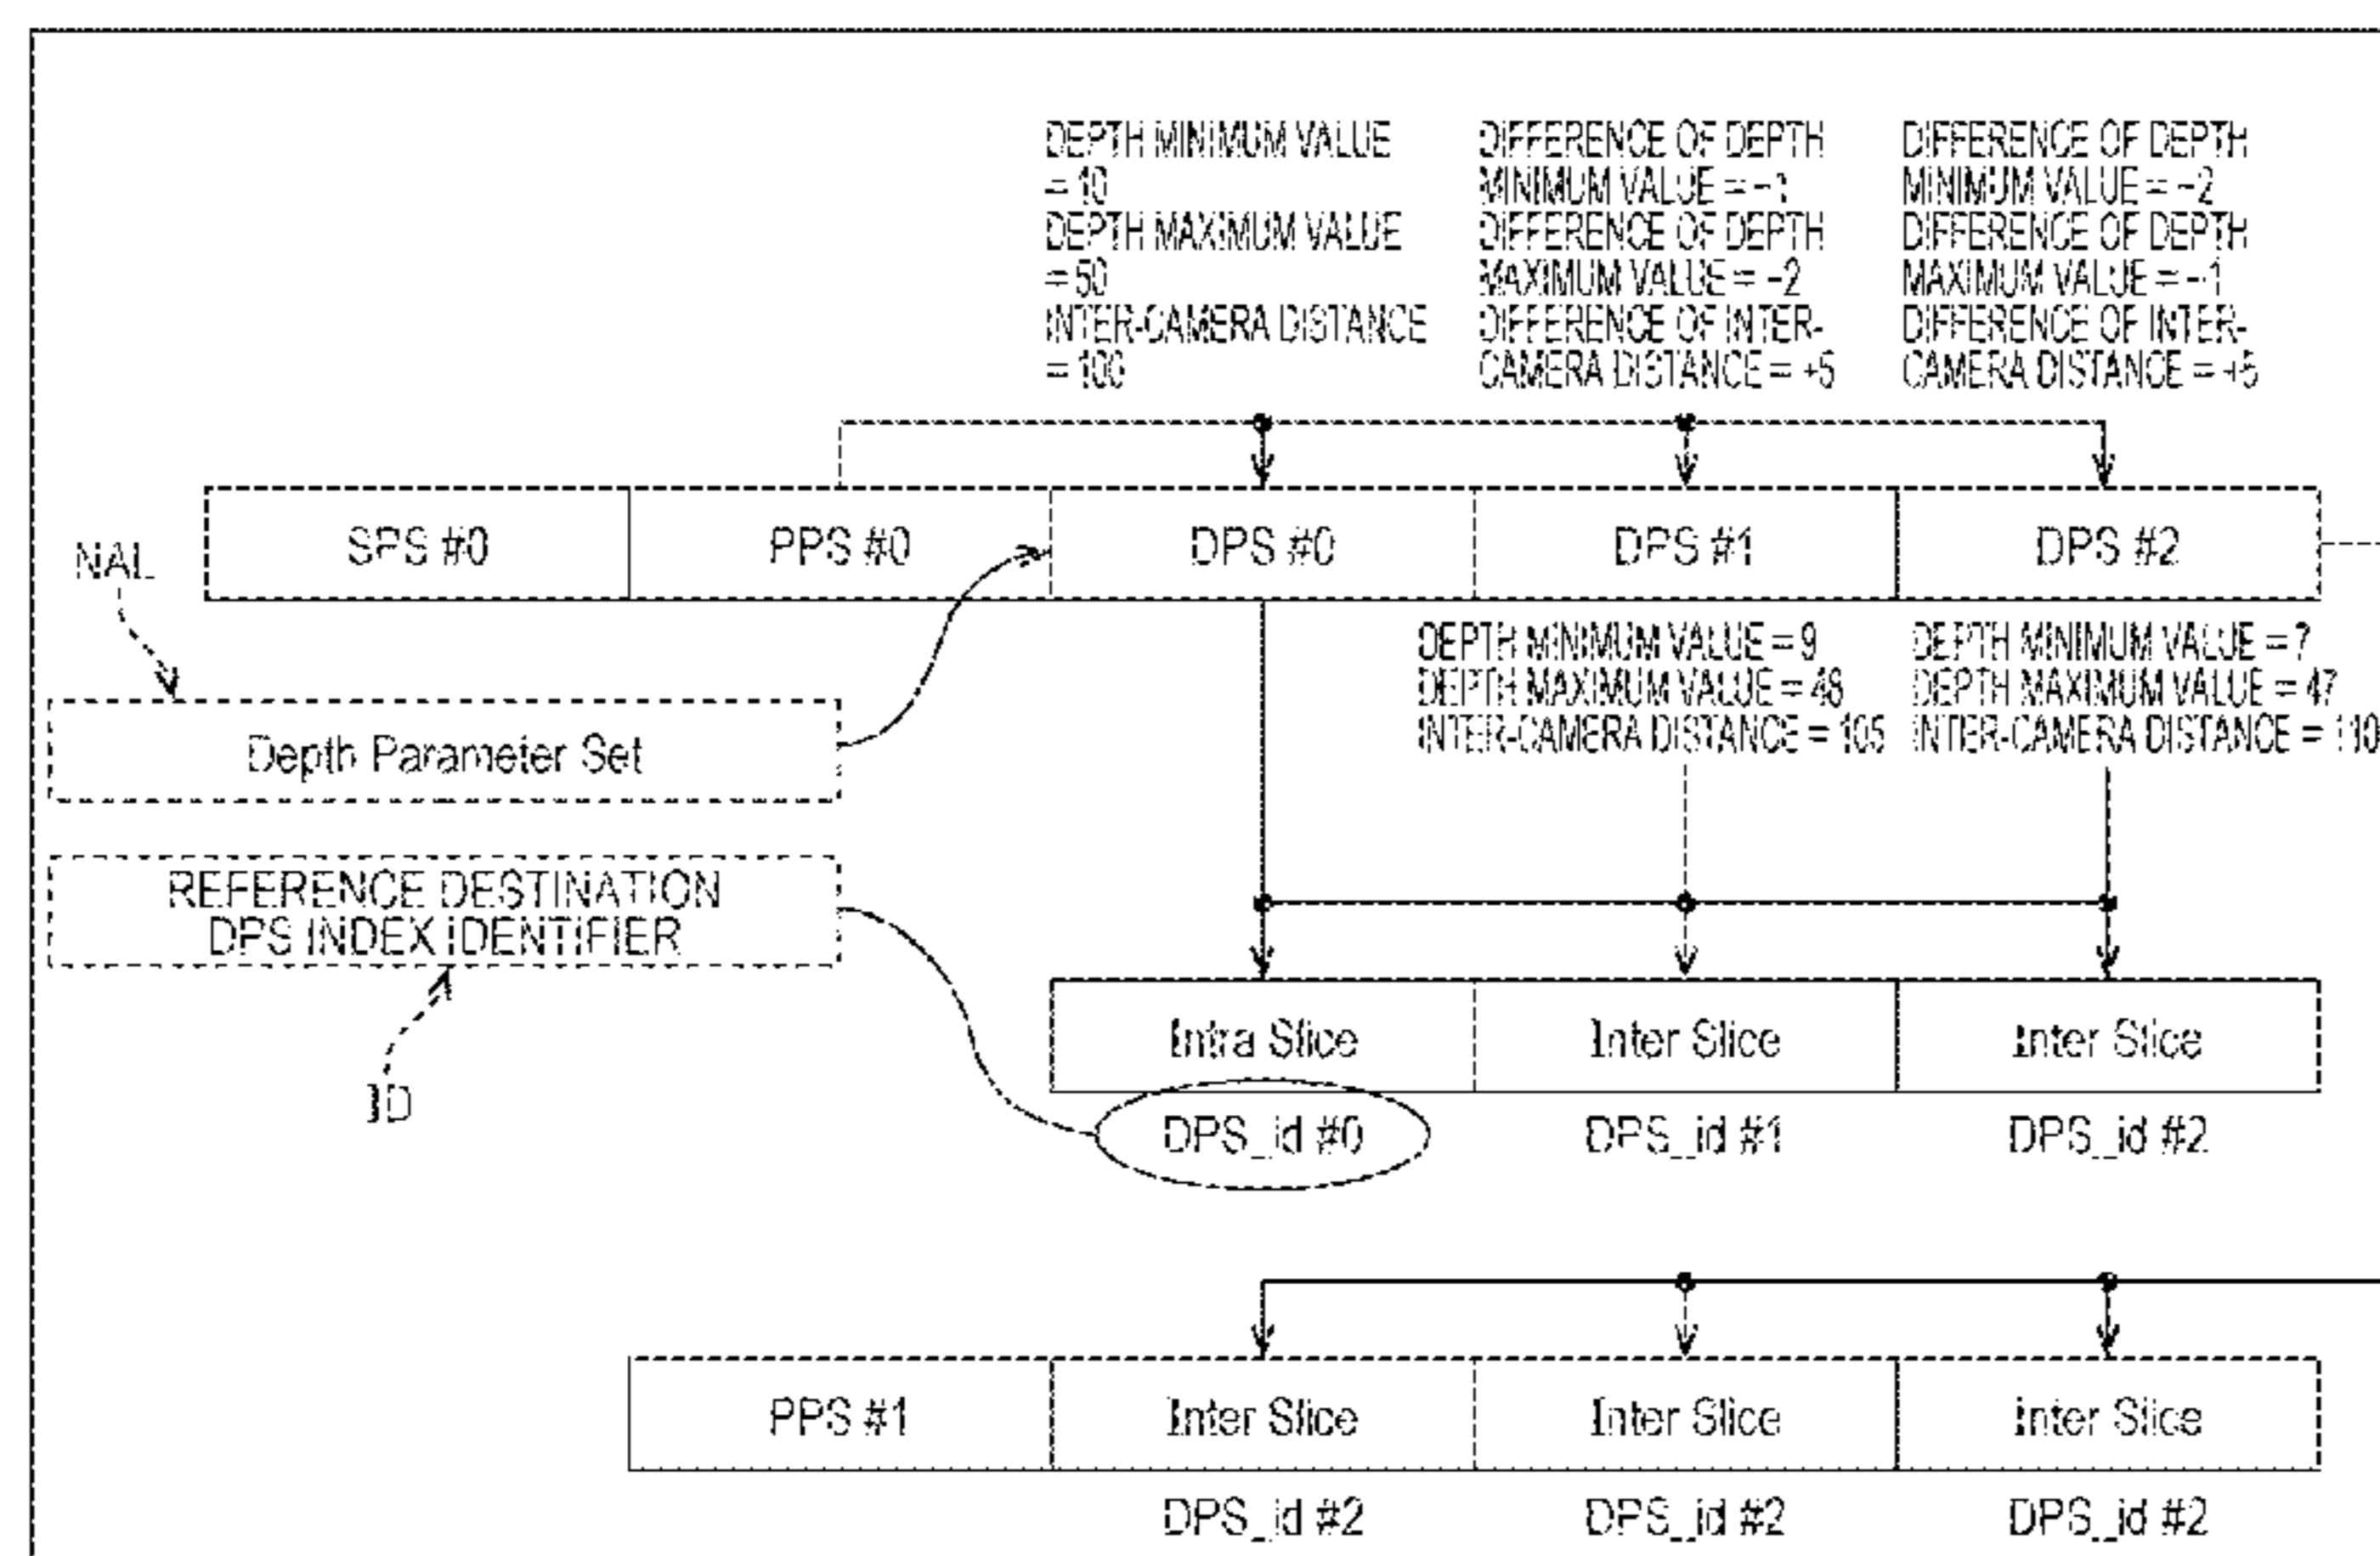 DEPTH MINIMUM VALUE
= 10
DEPTH MAXIMUM VALUE
= 50
INTER-CAMERA DISTANCE
= 100
DIFFERENCE OF DEPTH
MINIMUM VALUE = -1
DIFFERENCE OF DEPTH
MAXIMUM VALUE = -2
DIFFERENCE OF INTER-
CAMERA DISTANCE = +5
DIFFERENCE OF DEPTH
MINIMUM VALUE = -2
DIFFERENCE OF DEPTH
MAXIMUM VALUE = -1
DIFFERENCE OF INTER-
CAMERA DISTANCE = +5
SPS #0
PPS #0
DPS #0
DPS #1
DPS #2
NAL
DEPTH MINIMUM VALUE = 9
DEPTH MAXIMUM VALUE = 48
INTER-CAMERA DISTANCE = 105
DEPTH MINIMUM VALUE = 7
DEPTH MAXIMUM VALUE = 47
INTER-CAMERA DISTANCE = 110
Depth Parameter Set
REFERENCE DESTINATION
DPS INDEX IDENTIFIER
ID
Intra Slice
Inter Slice
Inter Slice
DPS_id #0
DPS_id #1
DPS_id #2
PPS #1
Inter Slice
Inter Slice
Inter Slice
DPS_id #2
DPS_id #2
DPS_id #2